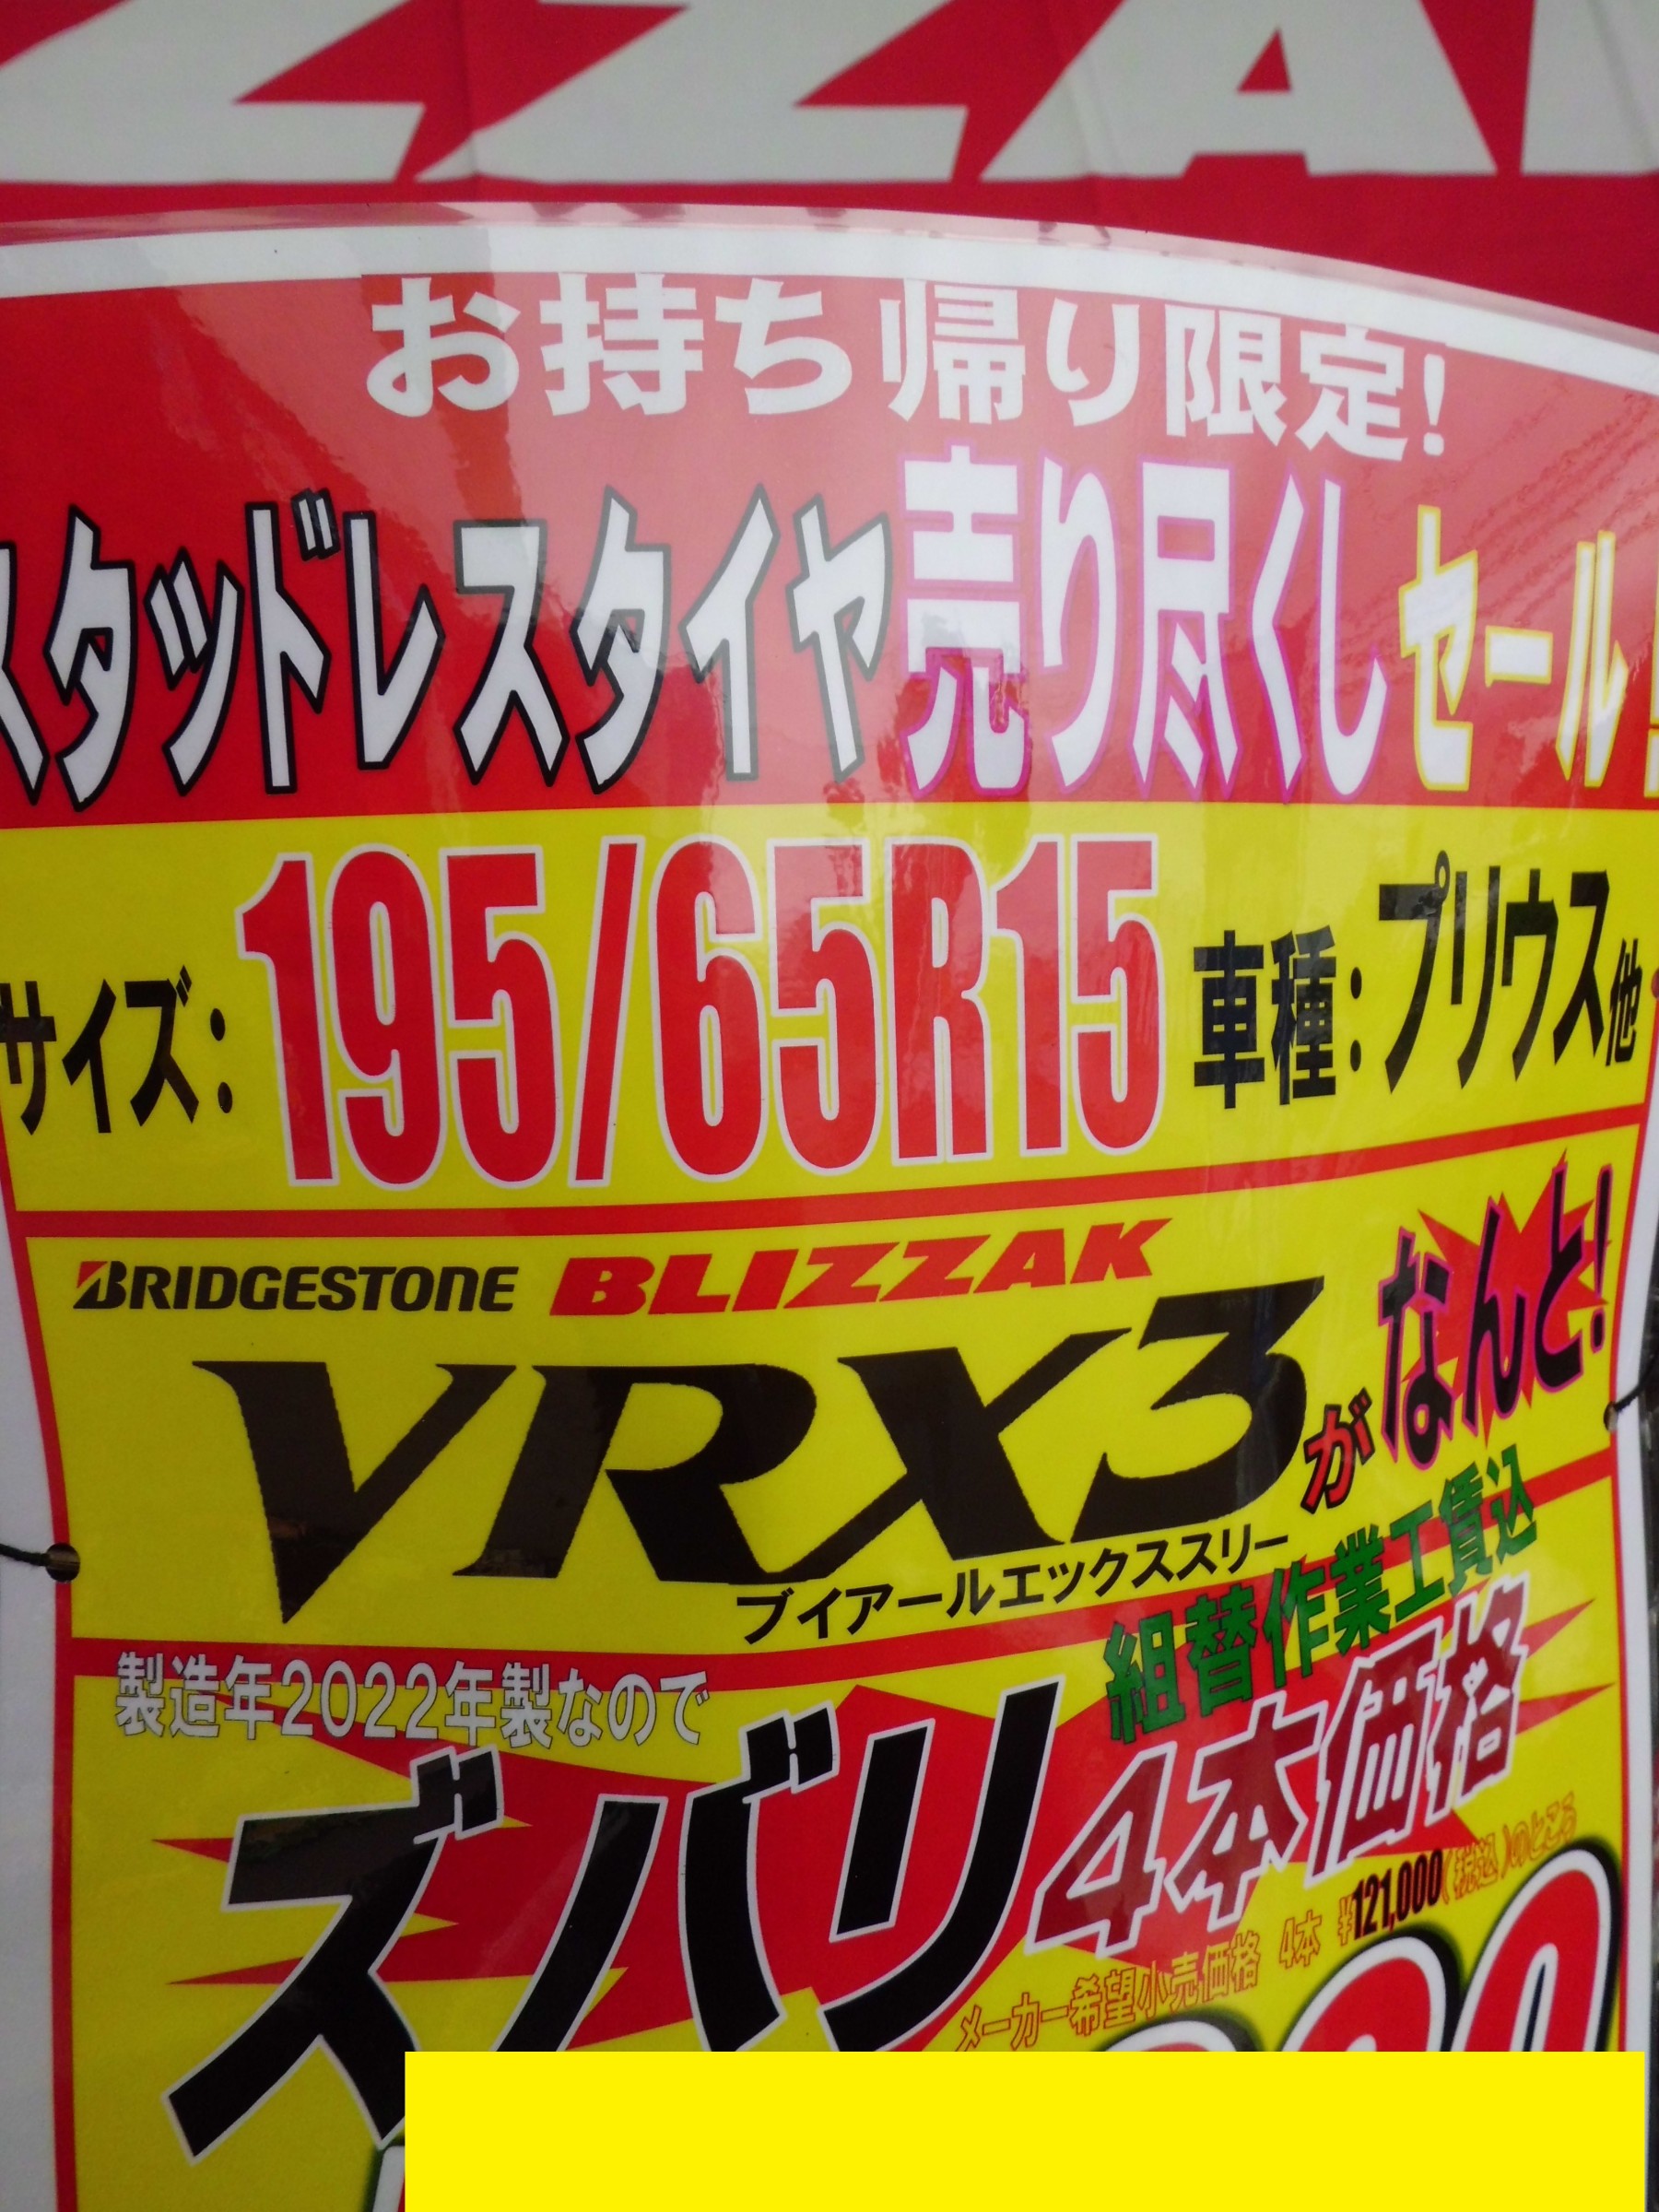 ZZAK
お持ち帰り限定!
スタッドレスタイヤ売り尽くしセール!
サイズ: 195/65R15 車種:プリウス他
BRIDGESTONE BLIZZAK
VRX3がなんと!
ブイアールエックススリー
組替作業工賃込
製造年2022年製なので
ズバリ4本価格
メーカー希望小売価格 4本 ¥121,000(税込)のところ